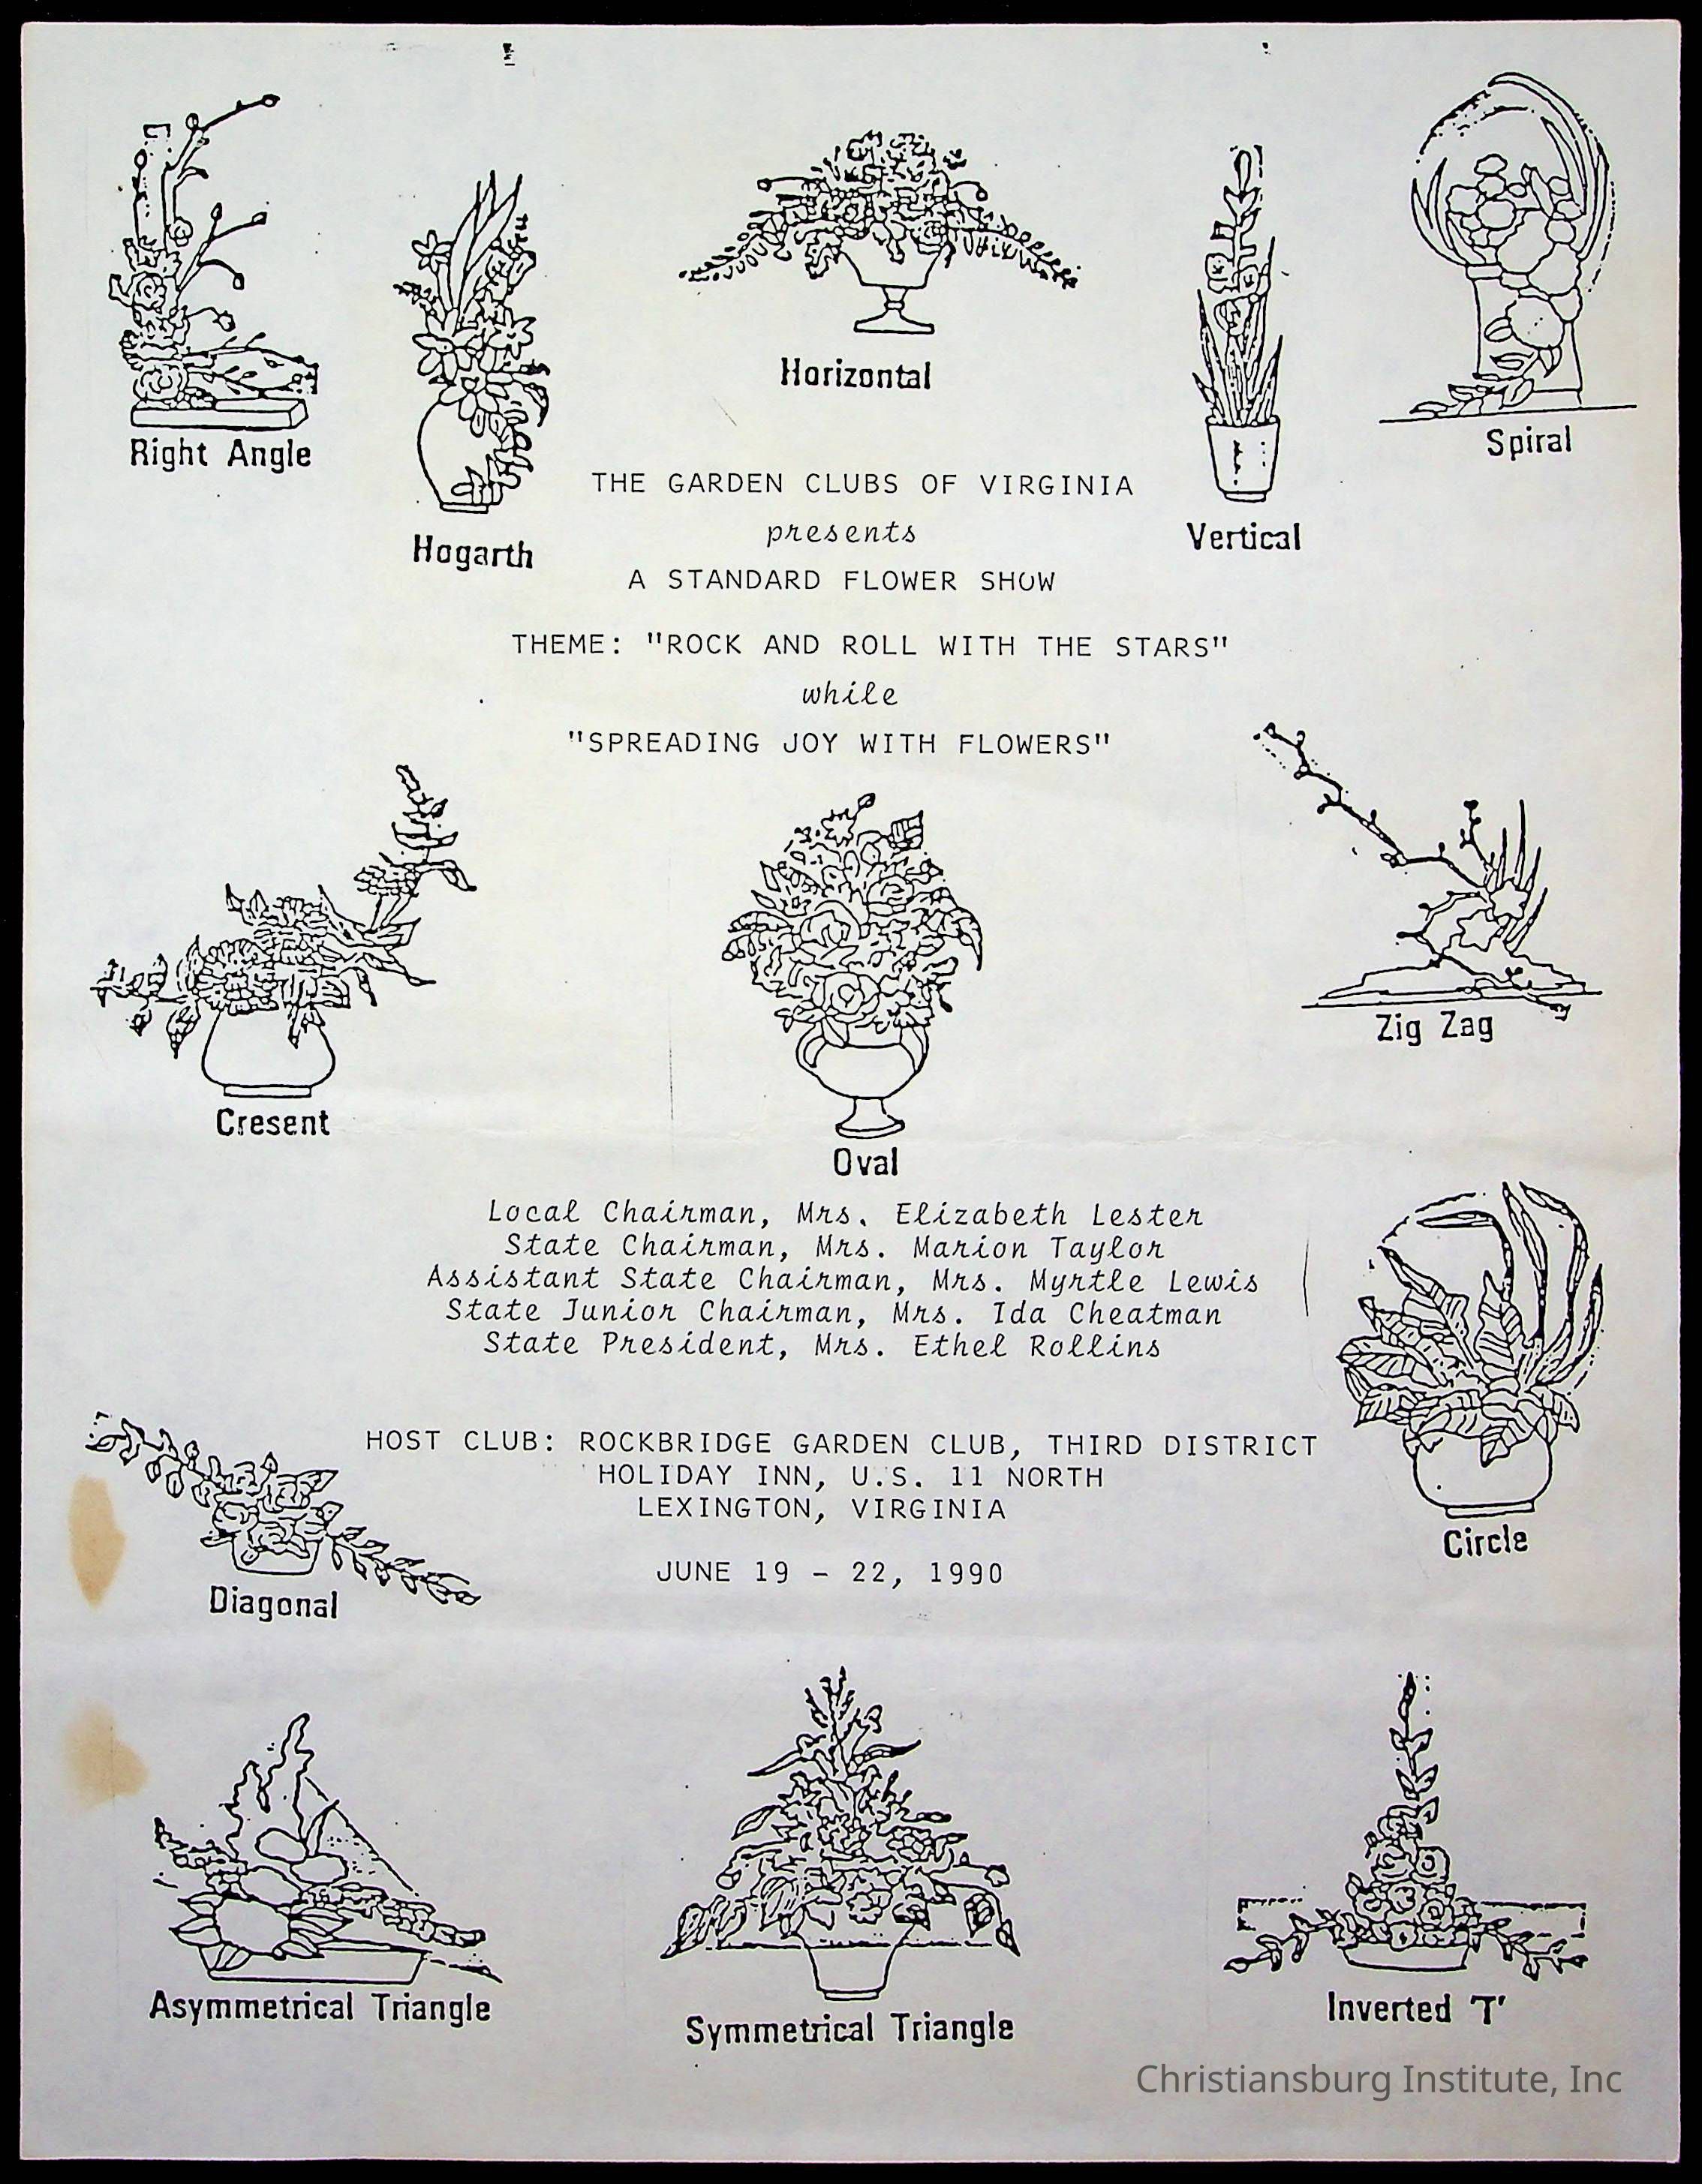 Horizontal
Right Angle
Spiral
THE GARDEN CLUBS OF VIRGINIA
presents
Hogarth
Vertical
A STANDARD FLOWER SHOW
THEME: "ROCK AND ROLL WITH THE STARS"
while
"SPREADING JOY WITH FLOWERS"
Zig Zag
Cresent
Oval
Local Chairman, Mrs. Elizabeth Lester
State Chairman, Mrs. Marion Taylor
Assistant State Chairman, Mrs. Myrtle Lewis
State Junior Chairman, Mrs. Ida Cheatman
State President, Mrs. Ethel Rollins
HOST CLUB: ROCKBRIDGE GARDEN CLUB, THIRD DISTRICT
HOLIDAY INN, U.S. 11 NORTH
LEXINGTON, VIRGINIA
Circle
JUNE 19 - 22, 1990
Diagonal
Asymmetrical Triangle
Symmetrical Triangle
Inverted 'T'
Christiansburg Institute, Inc